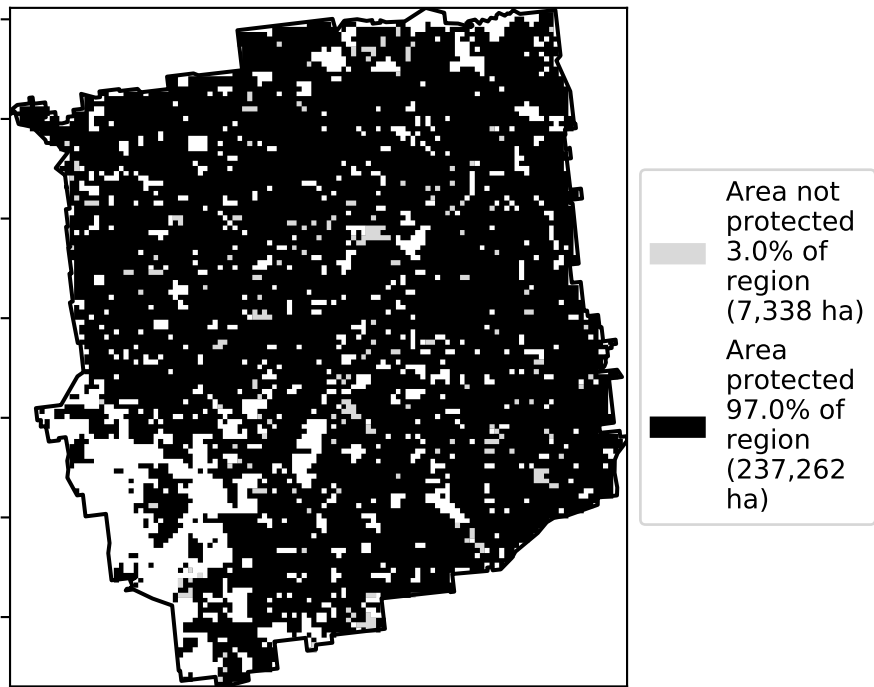 Area not
protected
3.0% of
region
(7,338 ha)
Area
protected
97.0% of
region
(237,262
ha)